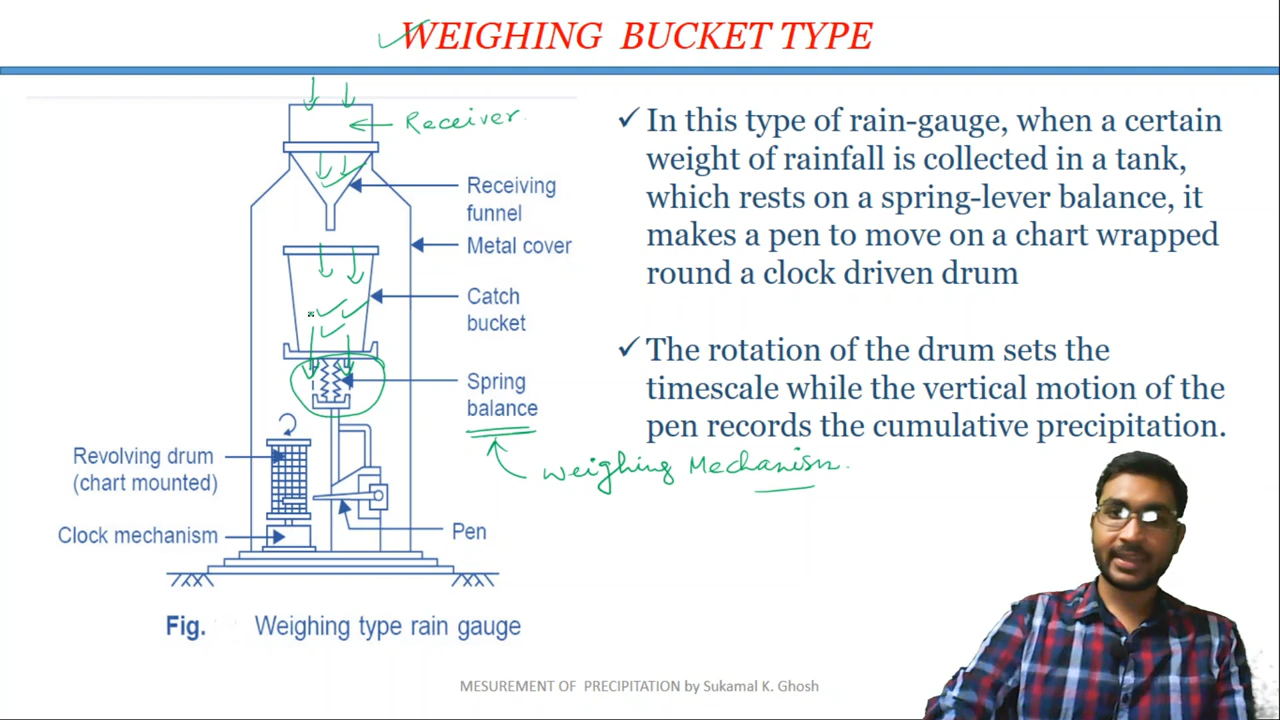 WEIGHING BUCKET TYPE
Receiver.
Receiving
funnel
Metal cover
Catch
bucket
Spring
balance
Weighing Mechanism.
Revolving drum
(chart mounted)
Clock mechanism
Pen
Fig. Weighing type rain gauge
✓ In this type of rain-gauge, when a certain
weight of rainfall is collected in a tank,
which rests on a spring-lever balance, it
makes a pen to move on a chart wrapped
round a clock driven drum
✓ The rotation of the drum sets the
timescale while the vertical motion of the
pen records the cumulative precipitation.
MESUREMENT OF PRECIPITATION by Sukamal K. Ghosh